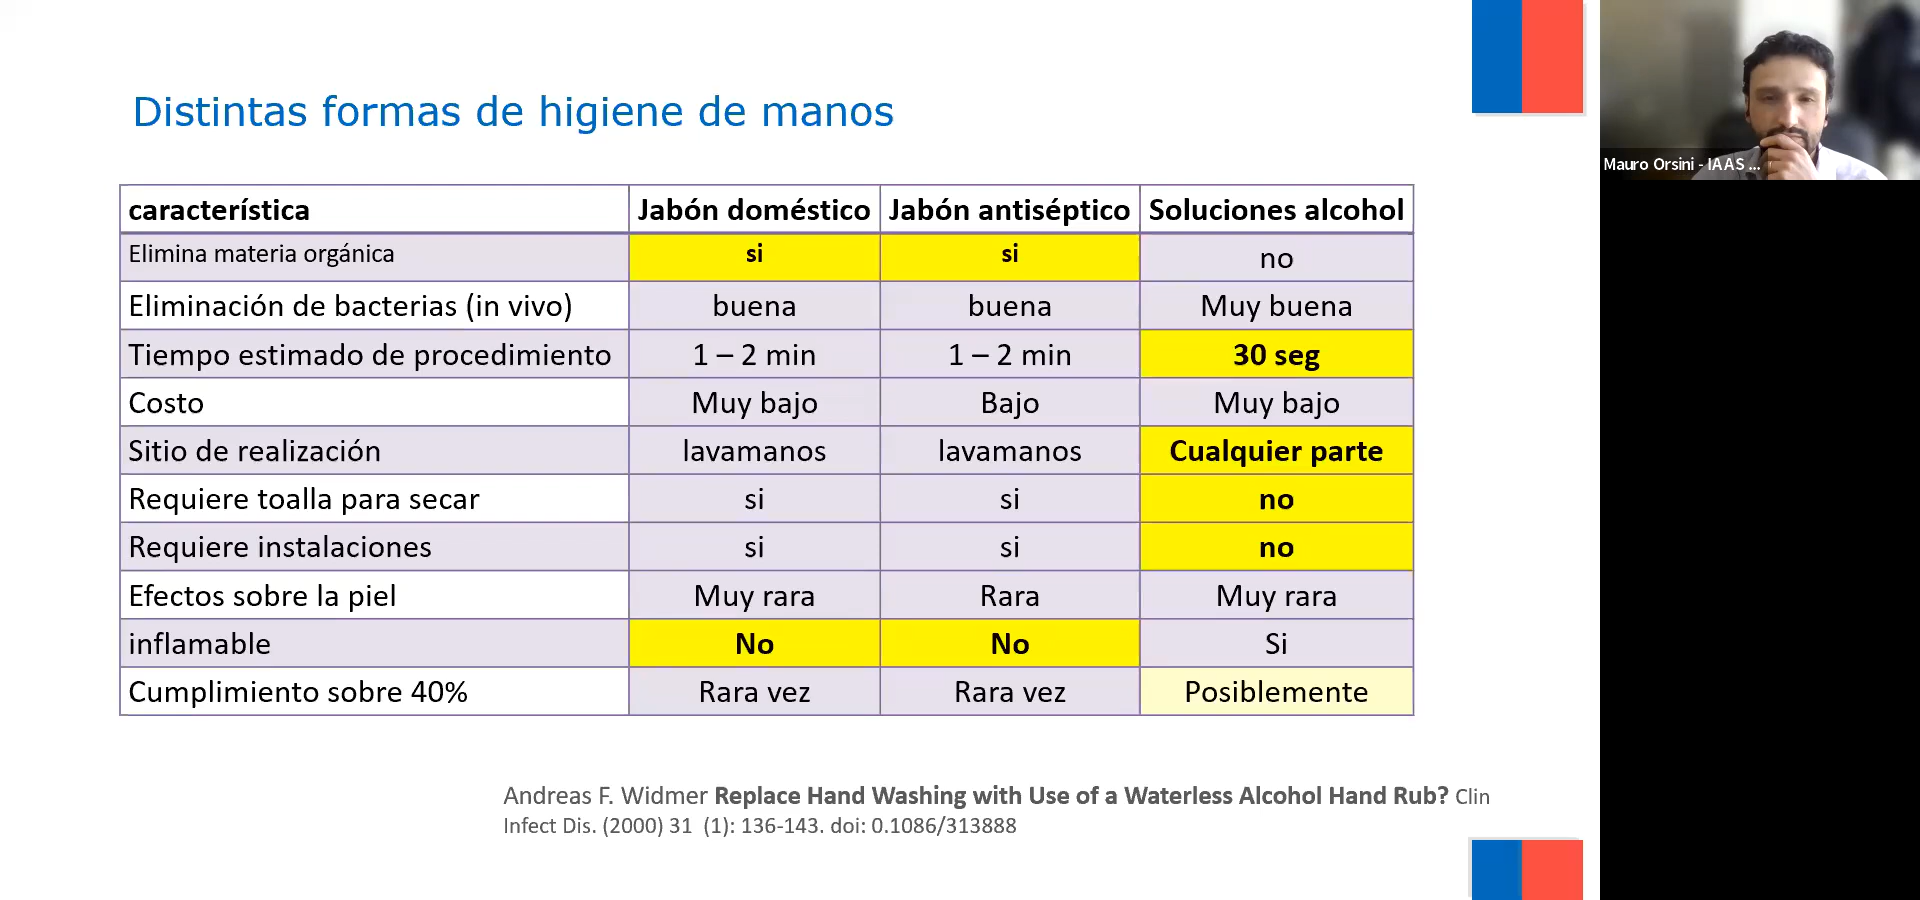 Distintas formas de higiene de manos
característica Jabón doméstico Jabón antiséptico Soluciones alcohol
Elimina materia orgánica si si no
Eliminación de bacterias (in vivo) buena buena Muy buena
Tiempo estimado de procedimiento 1 – 2 min 1 – 2 min 30 seg
Costo Muy bajo Bajo Muy bajo
Sitio de realización lavamanos lavamanos Cualquier parte
Requiere toalla para secar si si no
Requiere instalaciones si si no
Efectos sobre la piel Muy rara Rara Muy rara
inflamable No No Si
Cumplimiento sobre 40% Rara vez Rara vez Posiblemente
Andreas F. Widmer Replace Hand Washing with Use of a Waterless Alcohol Hand Rub? Clin
Infect Dis. (2000) 31 (1): 136-143. doi: 0.1086/313888
Mauro Orsini - IAAS ...